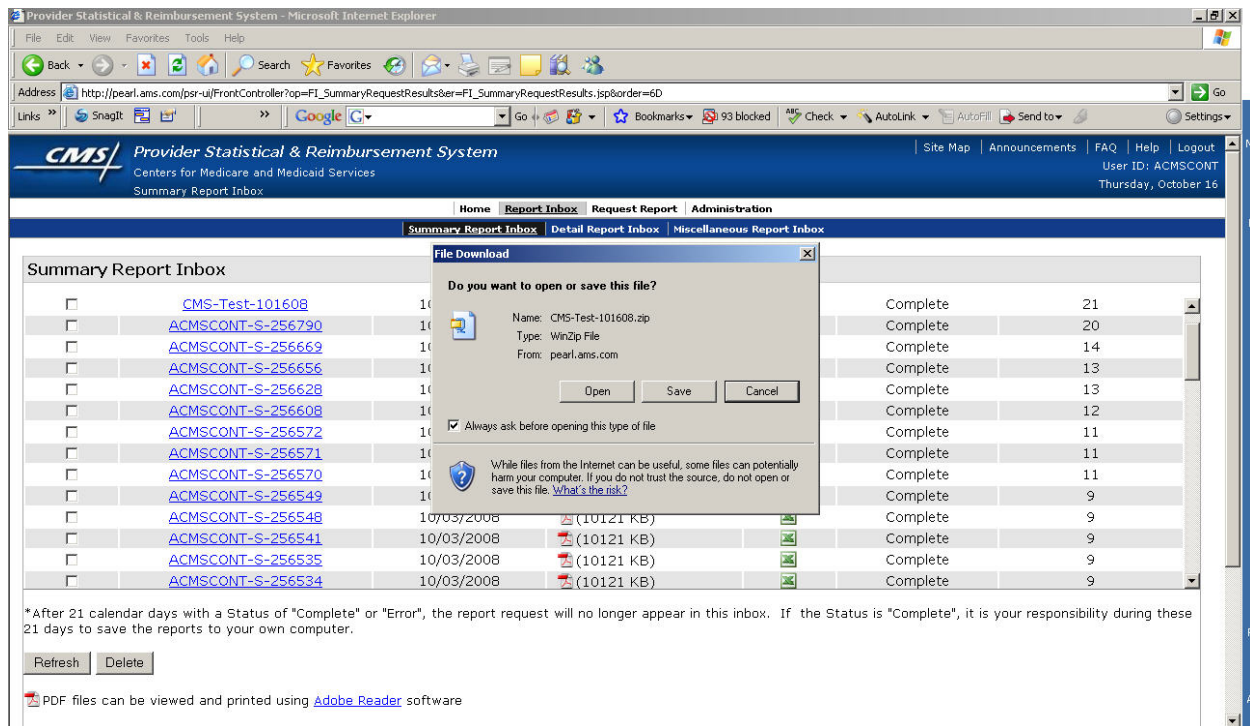 Provider Statistical & Reimbursement System - Microsoft Internet Explorer
File Edit View Favorites Tools Help
Back Search Favorites
Address http://pearl.ams.com/psr-ui/FrontController?op=FI_SummaryRequestResults&er=FI_SummaryRequestResults.jsp&order=6D Go
Links » SnagIt » Google G Go Bookmarks 93 blocked ABC Check AutoLink AutoFill Send to Settings
CMS Provider Statistical & Reimbursement System | Site Map | Announcements | FAQ | Help | Logout
Centers for Medicare and Medicaid Services User ID: ACMSCONT
Summary Report Inbox Thursday, October 16
Home Report Inbox Request Report Administration
Summary Report Inbox Detail Report Inbox Miscellaneous Report Inbox
Summary Report Inbox
CMS-Test-101608 10 Complete 21
ACMSCONT-S-256790 10 Complete 20
ACMSCONT-S-256669 10 Complete 14
ACMSCONT-S-256656 10 Complete 13
ACMSCONT-S-256628 10 Complete 13
ACMSCONT-S-256608 10 Complete 12
ACMSCONT-S-256572 10 Complete 11
ACMSCONT-S-256571 10 Complete 11
ACMSCONT-S-256570 10 Complete 11
ACMSCONT-S-256549 10 Complete 9
ACMSCONT-S-256548 10/03/2008 (10121 KB) Complete 9
ACMSCONT-S-256541 10/03/2008 (10121 KB) Complete 9
ACMSCONT-S-256535 10/03/2008 (10121 KB) Complete 9
ACMSCONT-S-256534 10/03/2008 (10121 KB) Complete 9
File Download
Do you want to open or save this file?
Name: CMS-Test-101608.zip
Type: WinZip File
From: pearl.ams.com
Open Save Cancel
Always ask before opening this type of file
While files from the Internet can be useful, some files can potentially
harm your computer. If you do not trust the source, do not open or
save this file. What's the risk?
*After 21 calendar days with a Status of "Complete" or "Error", the report request will no longer appear in this inbox. If the Status is "Complete", it is your responsibility during these
21 days to save the reports to your own computer.
Refresh Delete
PDF files can be viewed and printed using Adobe Reader software